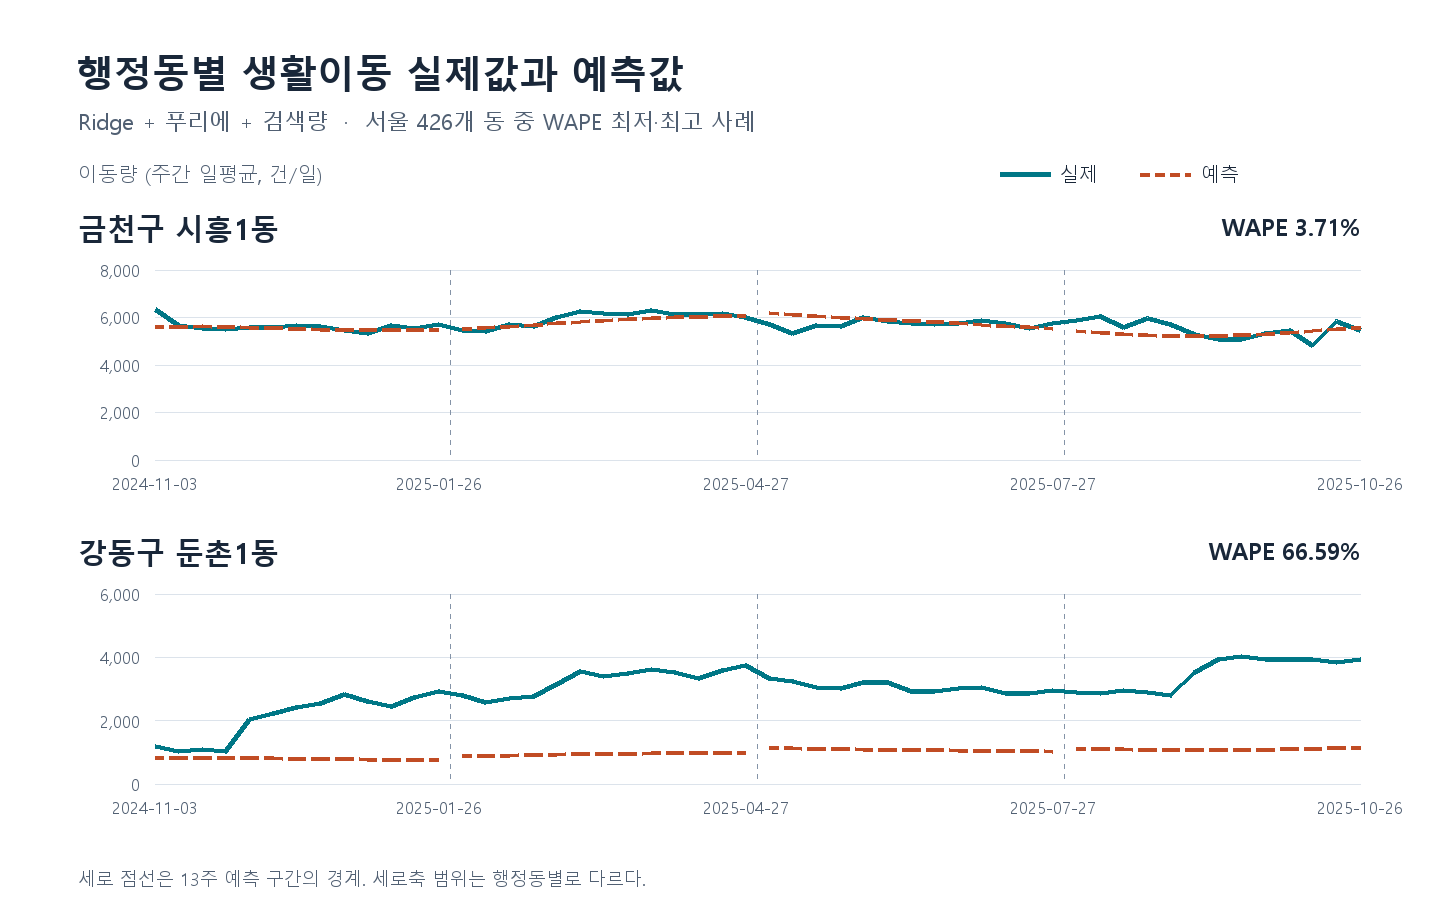 행정동별 생활이동 실제값과 예측값
Ridge + 푸리에 + 검색량 · 서울 426개 동 중 WAPE 최저·최고 사례
이동량 (주간 일평균, 건/일)
실제
예측
금천구 시흥1동
WAPE 3.71%
8,000
6,000
4,000
2,000
0
2024-11-03
2025-01-26
2025-04-27
2025-07-27
2025-10-26
강동구 둔촌1동
WAPE 66.59%
6,000
4,000
2,000
0
2024-11-03
2025-01-26
2025-04-27
2025-07-27
2025-10-26
세로 점선은 13주 예측 구간의 경계. 세로축 범위는 행정동별로 다르다.